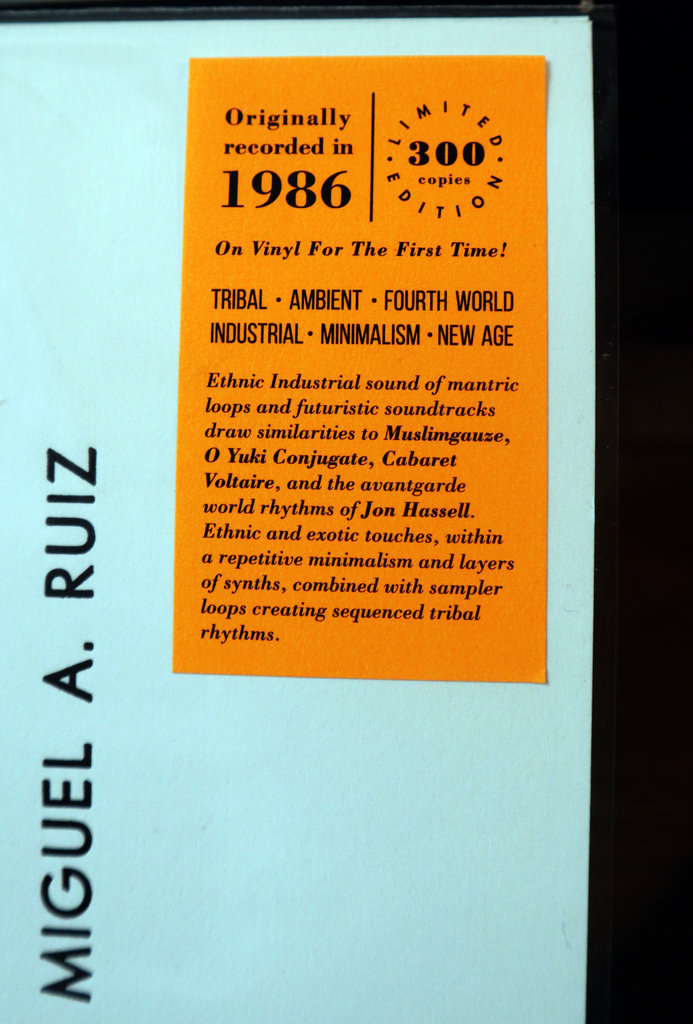 Originally
recorded in
1986
LIMITED
300
copies
EDITION
On Vinyl For The First Time!
TRIBAL · AMBIENT · FOURTH WORLD
INDUSTRIAL · MINIMALISM · NEW AGE
Ethnic Industrial sound of mantric
loops and futuristic soundtracks
draw similarities to Muslimgauze,
O Yuki Conjugate, Cabaret
Voltaire, and the avantgarde
world rhythms of Jon Hassell.
Ethnic and exotic touches, within
a repetitive minimalism and layers
of synths, combined with sampler
loops creating sequenced tribal
rhythms.
MIGUEL A. RUIZ